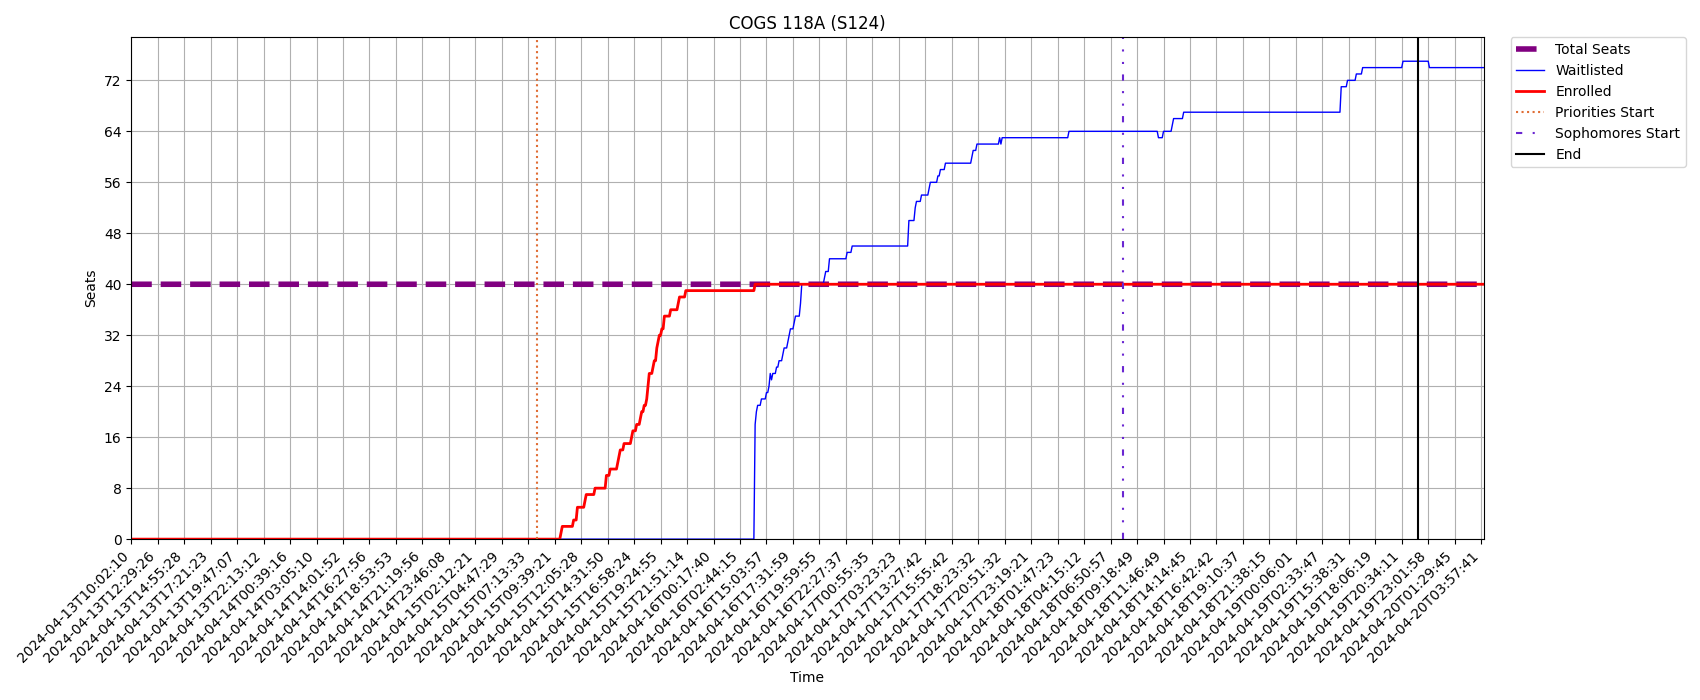 COGS 118A (S124)
Total Seats
Waitlisted
Enrolled
Priorities Start
Sophomores Start
End
Seats
72
64
56
48
40
32
24
16
8
0
2024-04-13T10:02:10
2024-04-13T12:29:26
2024-04-13T14:55:28
2024-04-13T17:21:23
2024-04-13T19:47:07
2024-04-13T22:13:12
2024-04-14T00:39:16
2024-04-14T03:05:10
2024-04-14T14:01:52
2024-04-14T16:27:56
2024-04-14T18:53:53
2024-04-14T21:19:56
2024-04-14T23:46:08
2024-04-15T02:12:21
2024-04-15T04:47:29
2024-04-15T07:13:33
2024-04-15T09:39:21
2024-04-15T12:05:28
2024-04-15T14:31:50
2024-04-15T16:58:24
2024-04-15T19:24:55
2024-04-15T21:51:14
2024-04-16T00:17:40
2024-04-16T02:44:15
2024-04-16T15:03:57
2024-04-16T17:31:59
2024-04-16T19:59:55
2024-04-16T22:27:37
2024-04-17T00:55:35
2024-04-17T03:23:23
2024-04-17T13:27:42
2024-04-17T15:55:42
2024-04-17T18:23:32
2024-04-17T20:51:32
2024-04-17T23:19:21
2024-04-18T01:47:23
2024-04-18T04:15:12
2024-04-18T06:50:57
2024-04-18T09:18:49
2024-04-18T11:46:49
2024-04-18T14:14:45
2024-04-18T16:42:42
2024-04-18T19:10:37
2024-04-18T21:38:15
2024-04-19T00:06:01
2024-04-19T02:33:47
2024-04-19T15:38:31
2024-04-19T18:06:19
2024-04-19T20:34:11
2024-04-19T23:01:58
2024-04-20T01:29:45
2024-04-20T03:57:41
Time